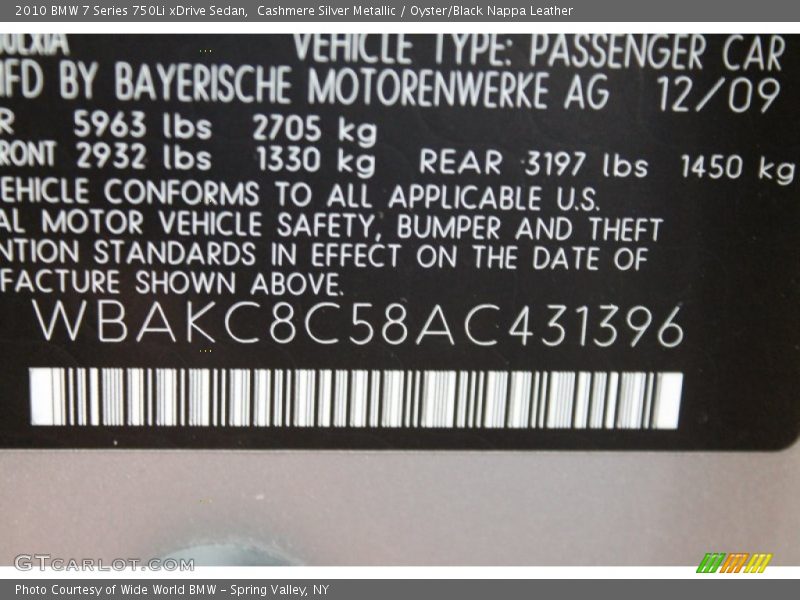 2010 BMW 7 Series 750Li xDrive Sedan, Cashmere Silver Metallic / Oyster/Black Nappa Leather
VEHICLE TYPE: PASSENGER CAR
MFD BY BAYERISCHE MOTORENWERKE AG 12/09
R 5963 lbs 2705 kg
RONT 2932 lbs 1330 kg REAR 3197 lbs 1450 kg
EHICLE CONFORMS TO ALL APPLICABLE U.S.
AL MOTOR VEHICLE SAFETY, BUMPER AND THEFT
NTION STANDARDS IN EFFECT ON THE DATE OF
FACTURE SHOWN ABOVE.
WBAKC8C58AC431396
GTCARLOT.COM
Photo Courtesy of Wide World BMW – Spring Valley, NY